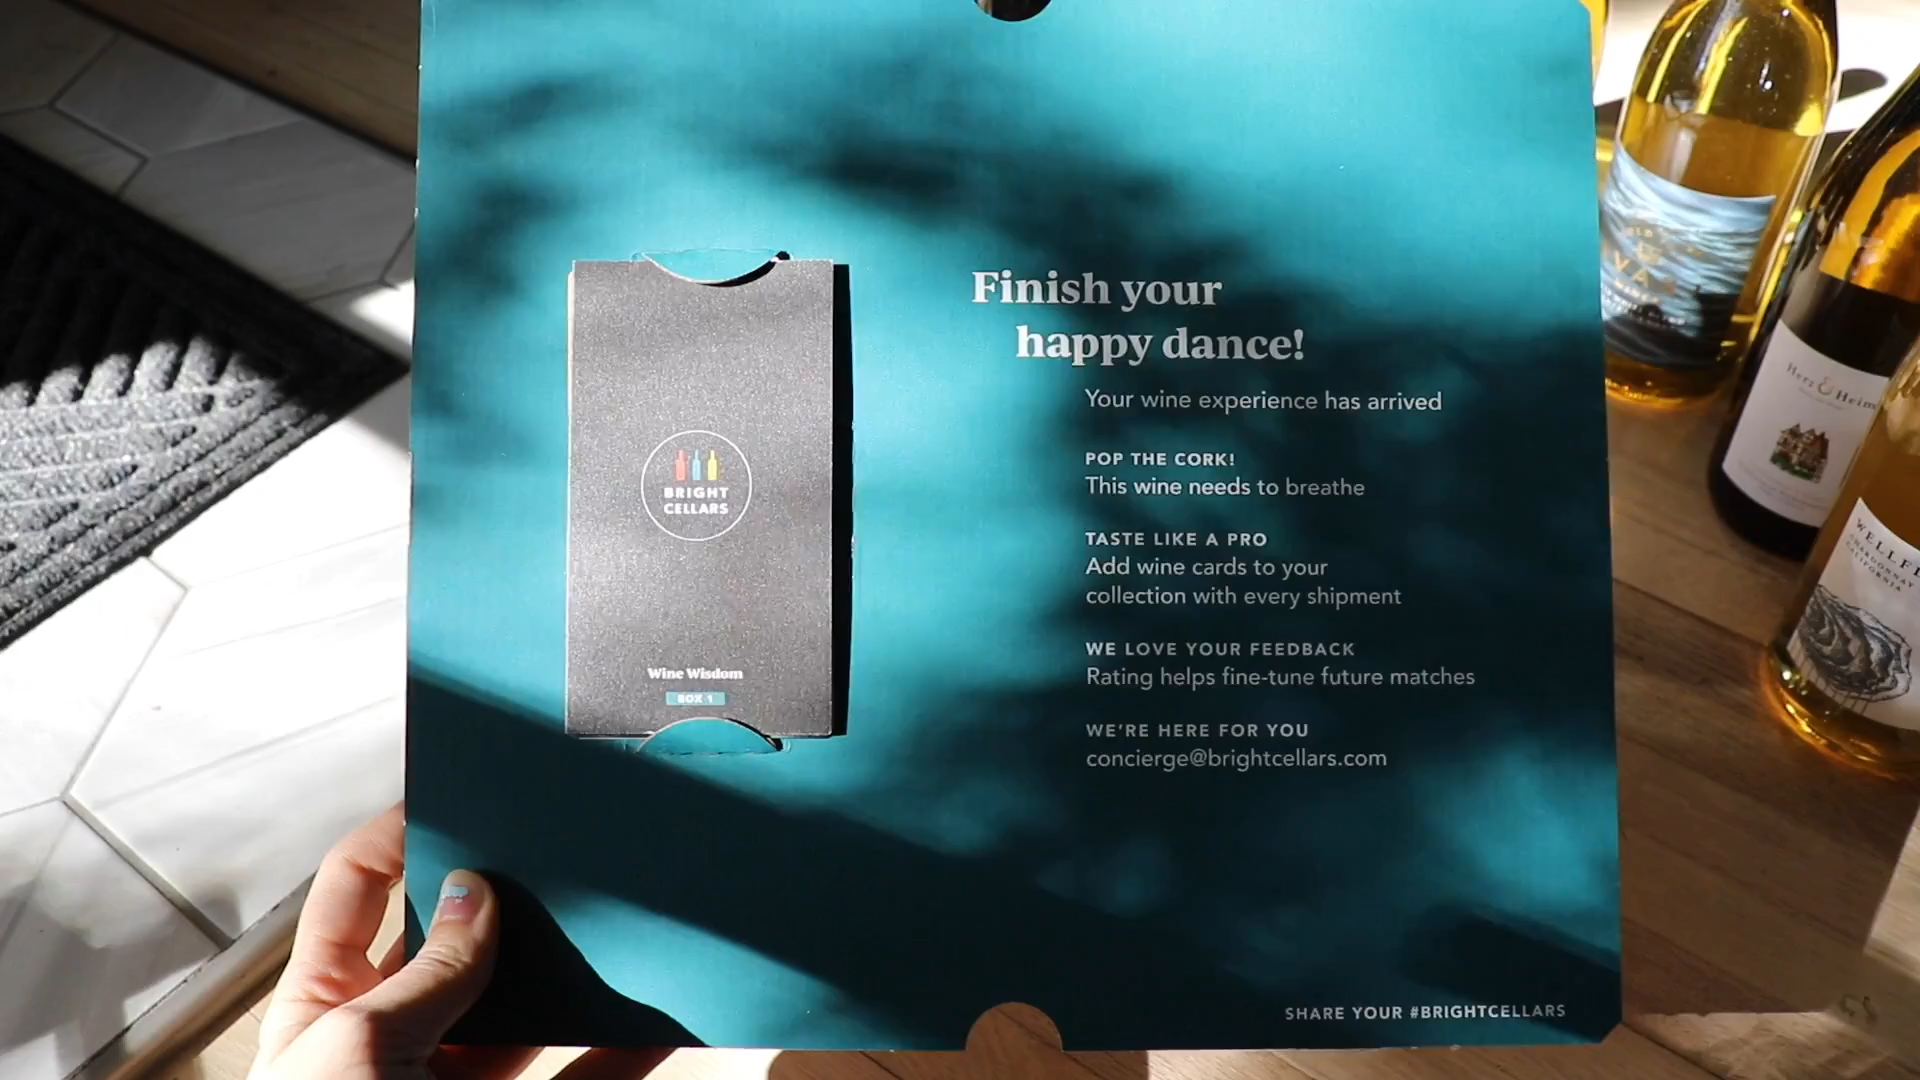 Finish your
happy dance!
Your wine experience has arrived
POP THE CORK!
This wine needs to breathe
TASTE LIKE A PRO
Add wine cards to your
collection with every shipment
WE LOVE YOUR FEEDBACK
Rating helps fine-tune future matches
WE'RE HERE FOR YOU
concierge@brightcellars.com
SHARE YOUR #BRIGHTCELLARS
BRIGHT
CELLARS
Wine Wisdom
BOX 1
Herz & Heim
CHARDONNAY
CALIFORNIA